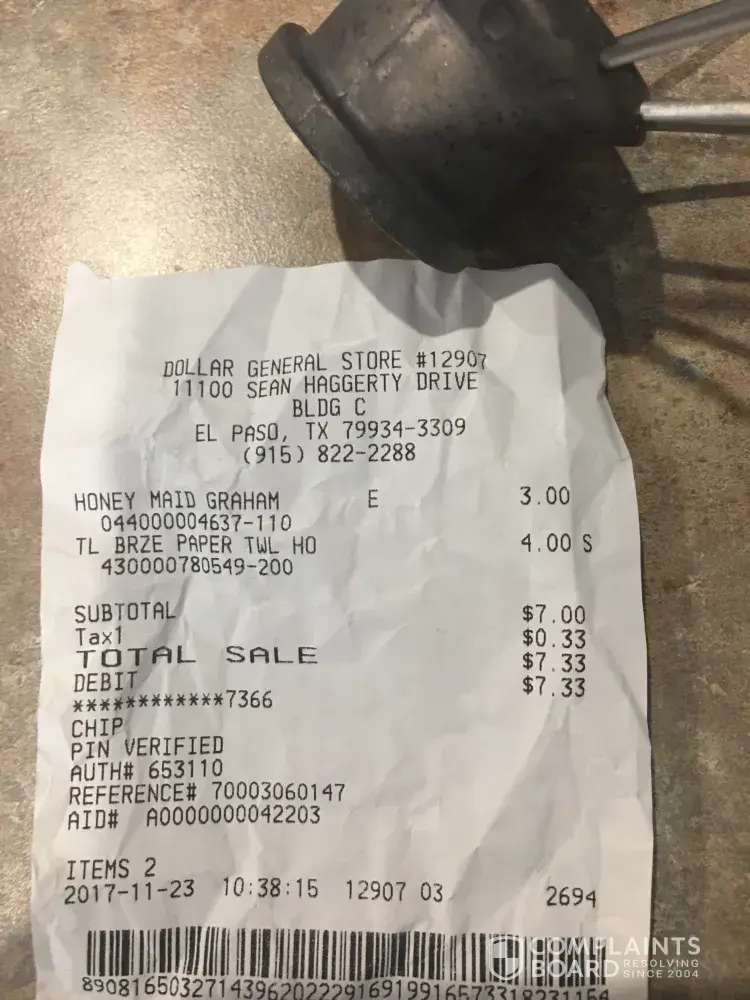 DOLLAR GENERAL STORE #12907
11100 SEAN HAGGERTY DRIVE
BLDG C
EL PASO, TX 79934-3309
(915) 822-2288
HONEY MAID GRAHAM E 3.00
044000004637-110
TL BRZE PAPER TWL HO 4.00 S
430000780549-200
SUBTOTAL $7.00
Tax1 $0.33
TOTAL SALE $7.33
DEBIT $7.33
************7366
CHIP
PIN VERIFIED
AUTH# 653110
REFERENCE# 70003060147
AID# A0000000042203
ITEMS 2
2017-11-23 10:38:15 12907 03 2694
COMPLAINTS
BOARD RESOLVING SINCE 2004